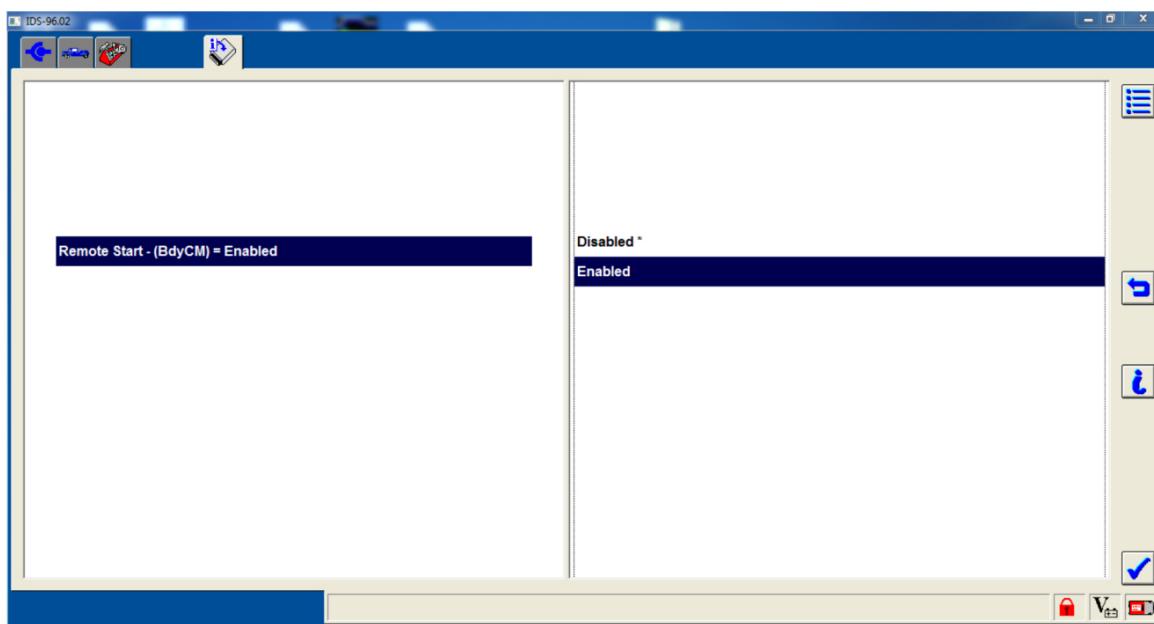 IDS-96.02
Remote Start - (BdyCM) = Enabled
Disabled *
Enabled
V